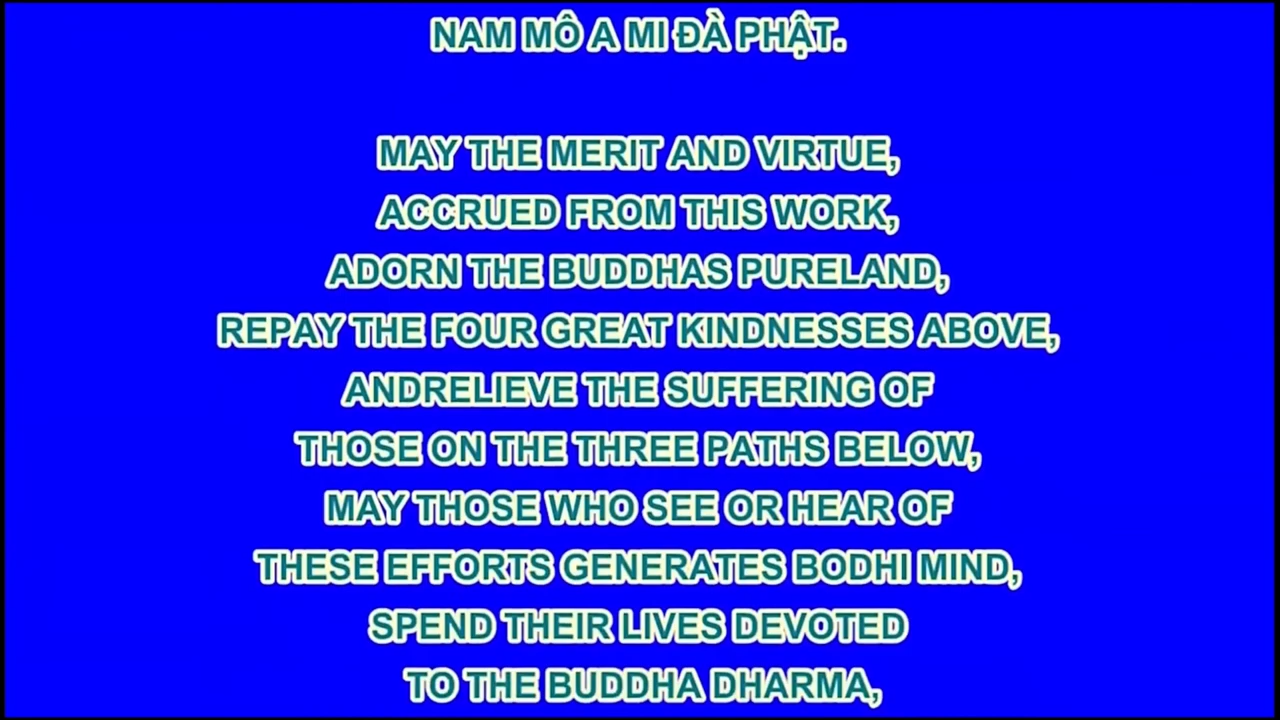 NAM MÔ A MI ĐÀ PHẬT.
MAY THE MERIT AND VIRTUE,
ACCRUED FROM THIS WORK,
ADORN THE BUDDHAS PURELAND,
REPAY THE FOUR GREAT KINDNESSES ABOVE,
ANDRELIEVE THE SUFFERING OF
THOSE ON THE THREE PATHS BELOW,
MAY THOSE WHO SEE OR HEAR OF
THESE EFFORTS GENERATES BODHI MIND,
SPEND THEIR LIVES DEVOTED
TO THE BUDDHA DHARMA,